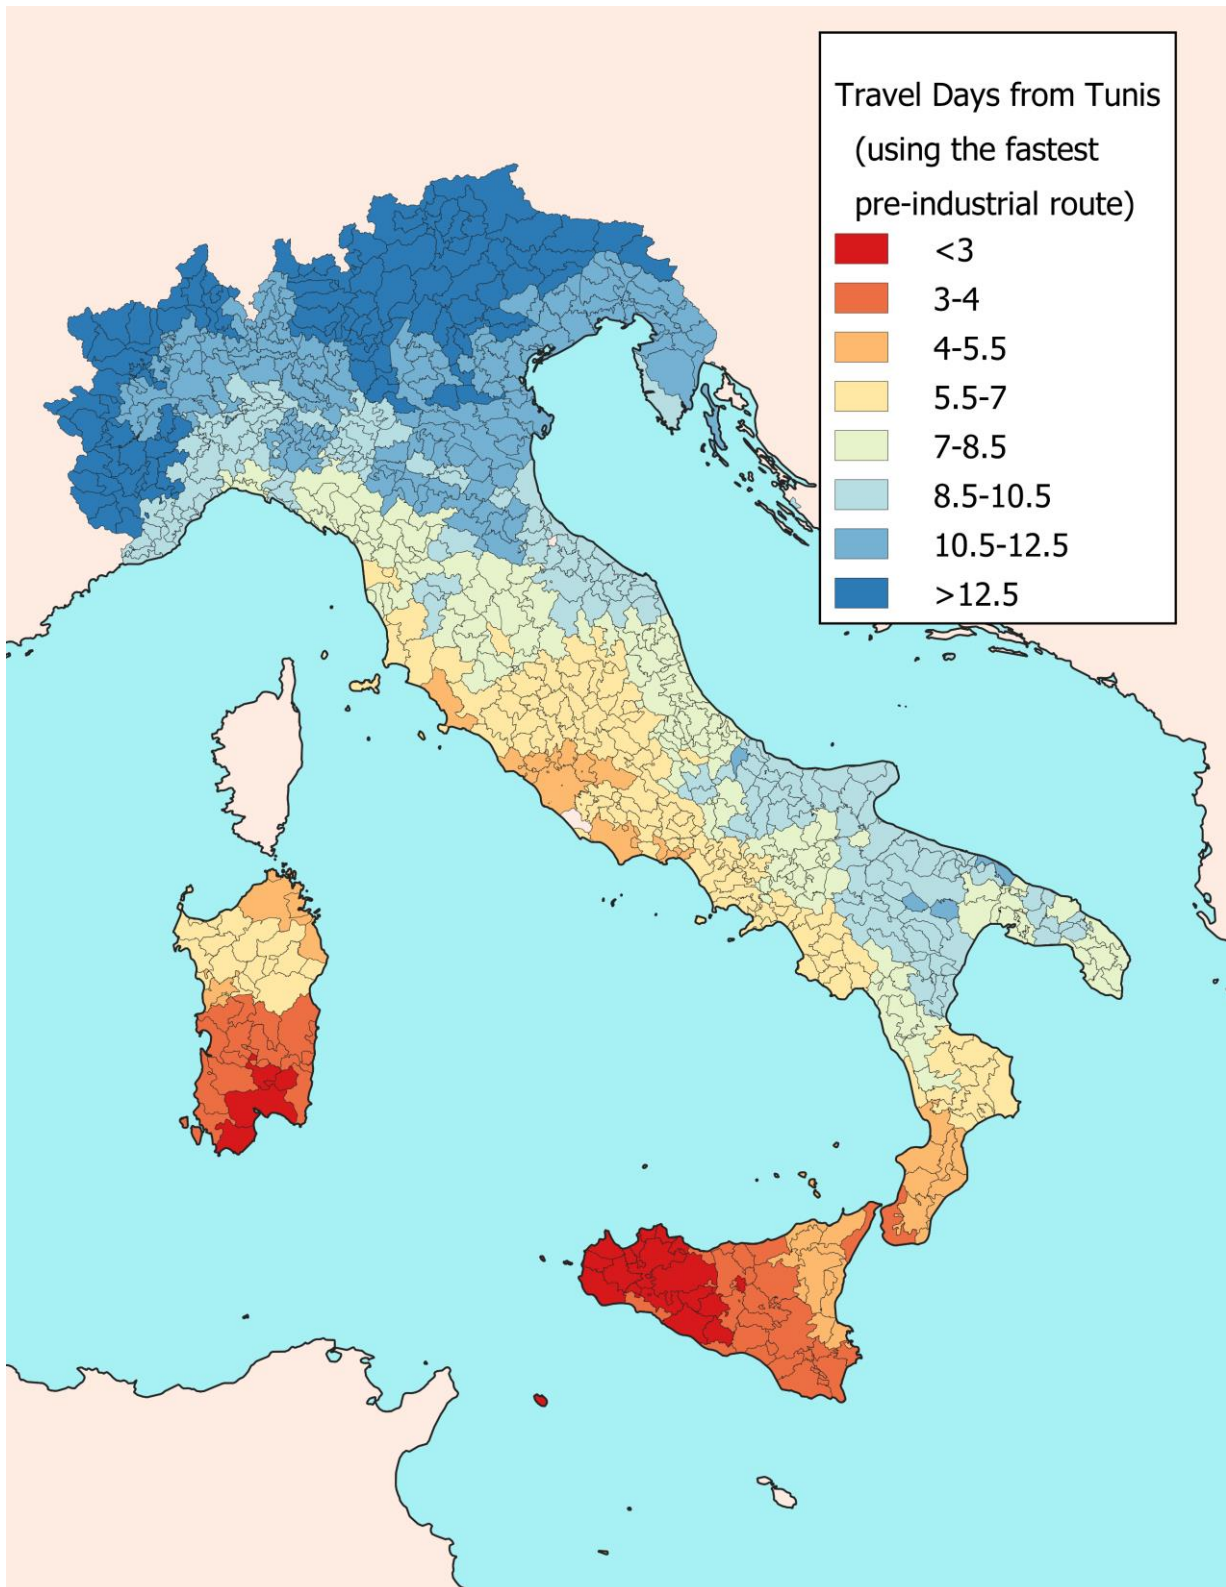 Travel Days from Tunis
(using the fastest
pre-industrial route)
<3
3-4
4-5.5
5.5-7
7-8.5
8.5-10.5
10.5-12.5
>12.5